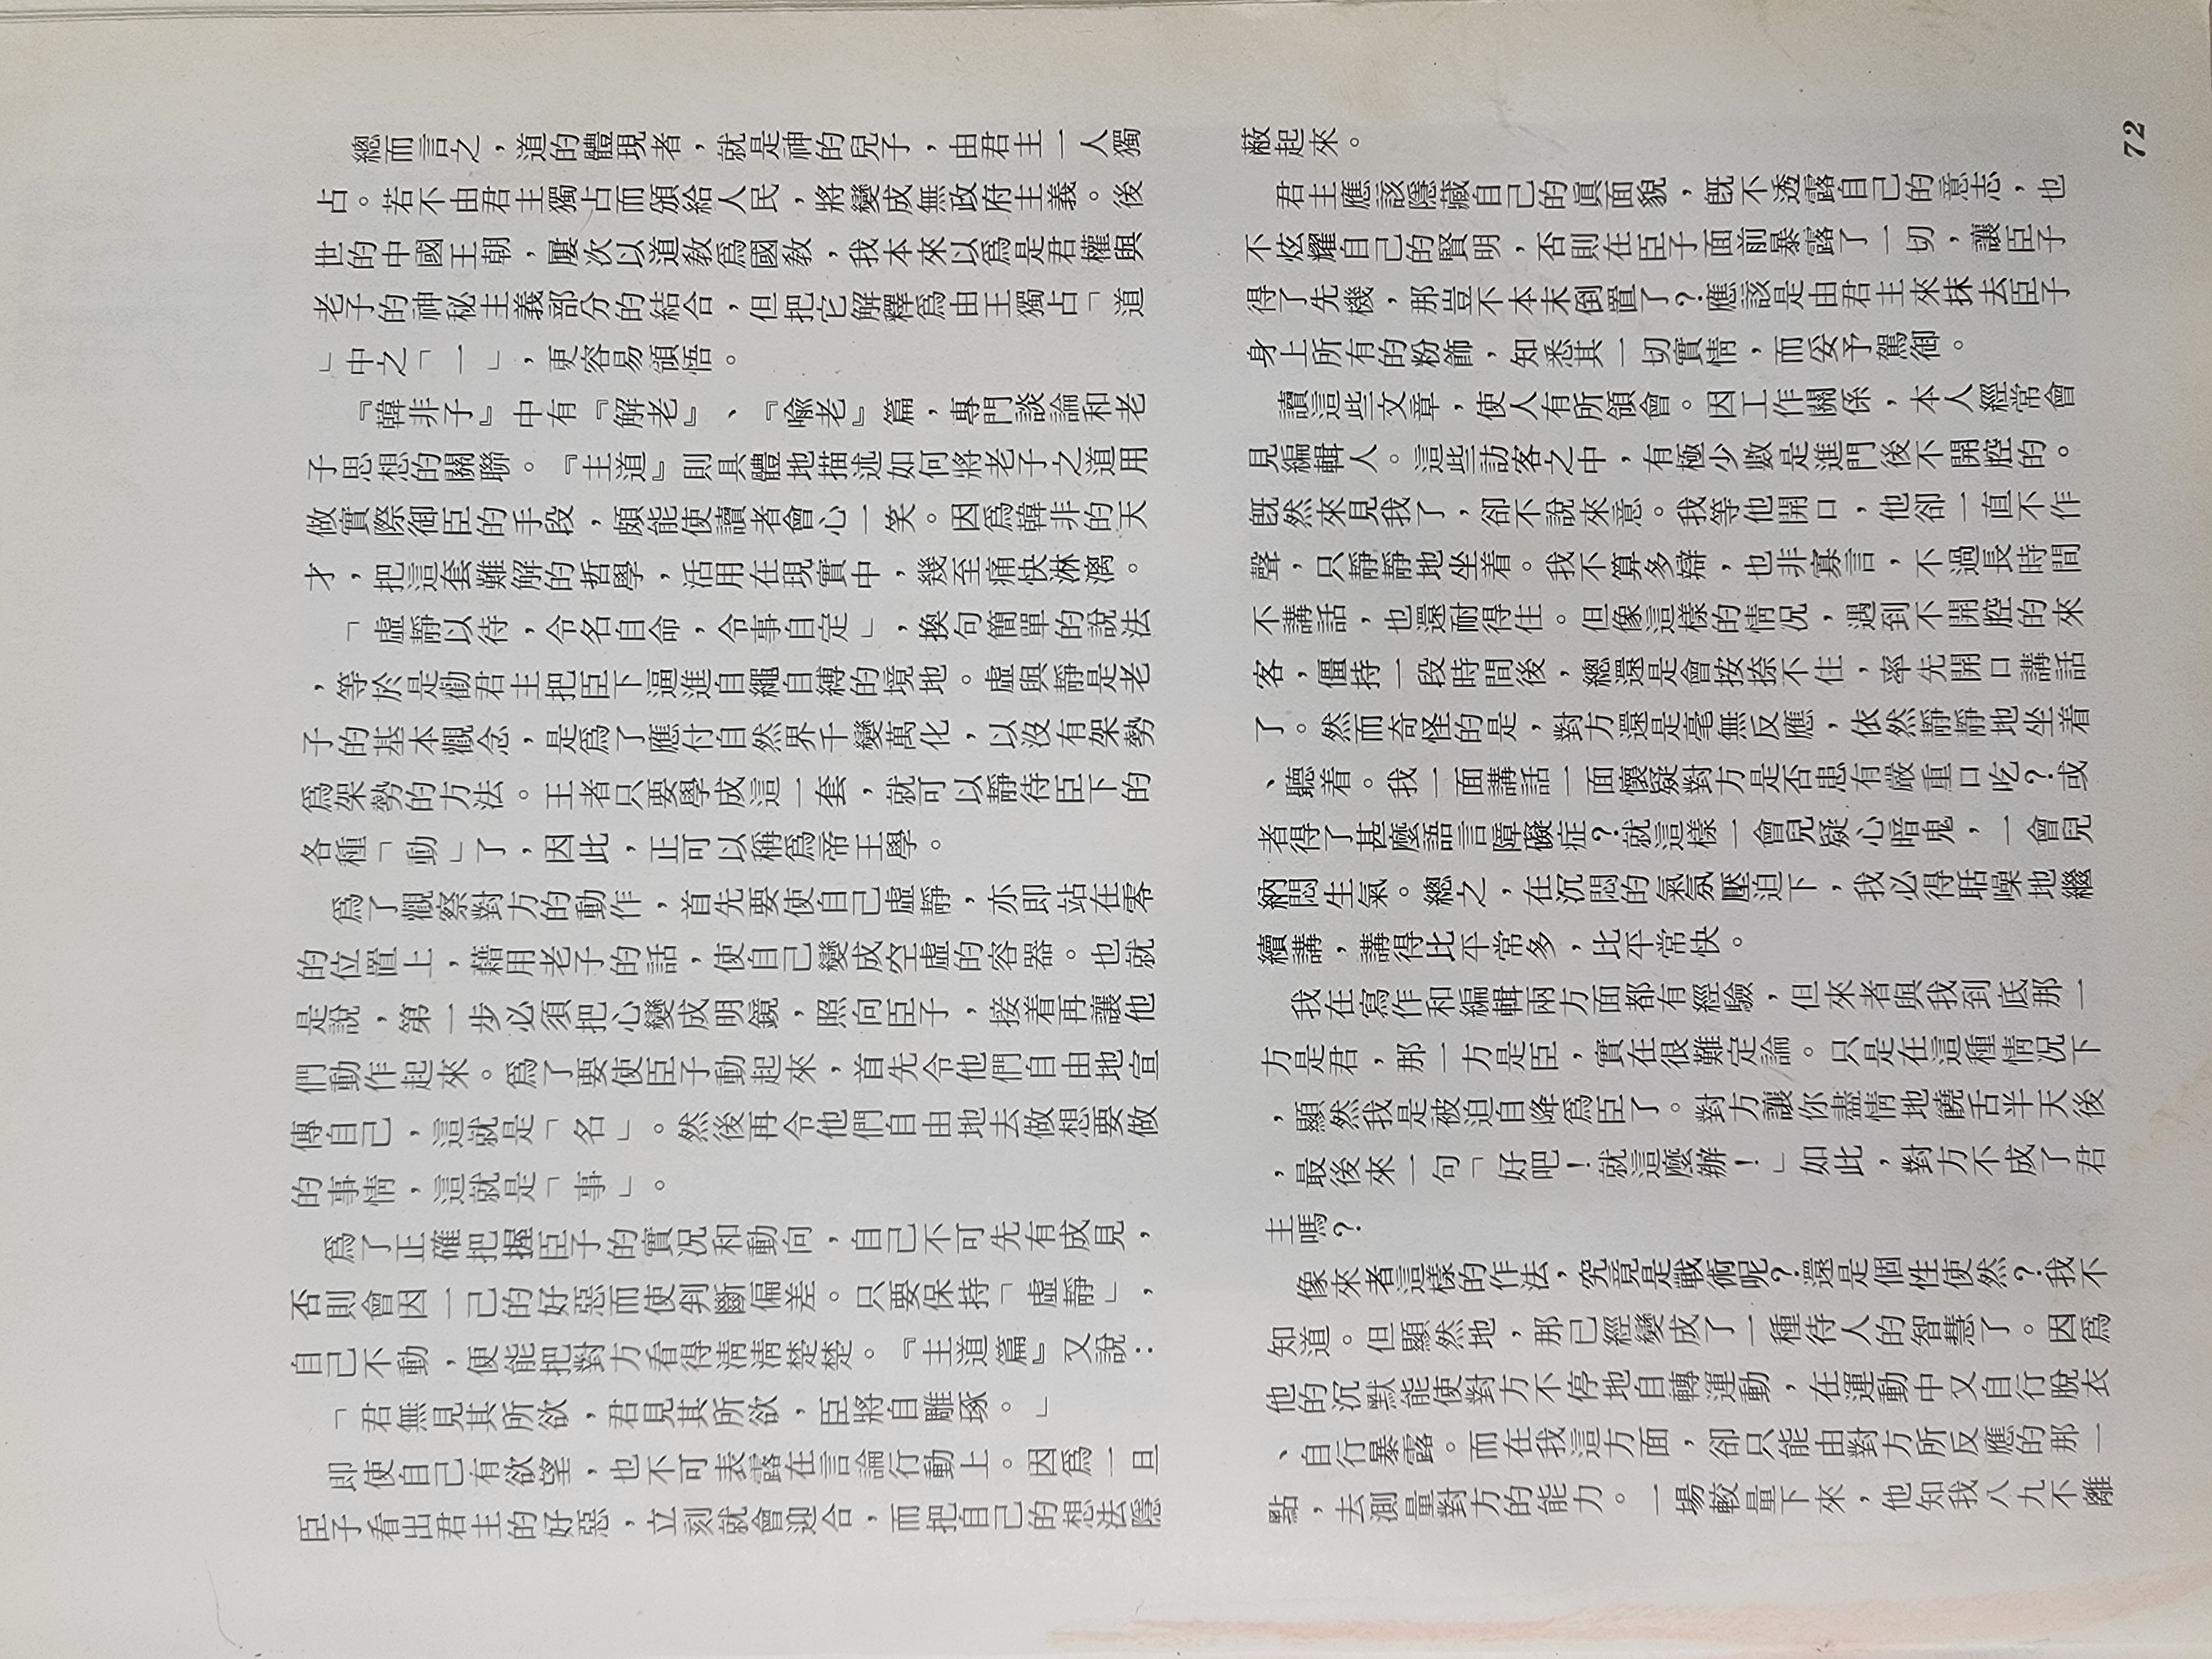 總而言之，道的體現者，就是神的兒子，由君主一人獨
占。若不由君主獨占而頒給人民，將變成無政府主義。後
世的中國王朝，屢次以道教爲國教，我本來以爲是君權與
老子的神秘主義部分的結合，但把它解釋爲由王獨占「道
」中之「一」，更容易領悟。
『韓非子』中有『解老』、『喩老』篇，專門談論和老
子思想的關聯。『主道』則具體地描述如何將老子之道用
做實際御臣的手段，頗能使讀者會心一笑。因爲韓非的天
才，把這套難解的哲學，活用在現實中，幾至痛快淋漓。
「虛靜以待，令名自命，令事自定」，換句簡單的說法
，等於是勸君主把臣下逼進自繩自縛的境地。虛與靜是老
子的基本觀念，是爲了應付自然界千變萬化，以沒有架勢
爲架勢的方法。王者只要學成這一套，就可以靜待臣下的
各種「動」了，因此，正可以稱爲帝王學。
爲了觀察對方的動作，首先要使自己虛靜，亦即站在零
的位置上，藉用老子的話，使自己變成空虛的容器。也就
是說，第一步必須把心變成明鏡，照向臣子，接着再讓他
們動作起來。爲了要使臣子動起來，首先令他們自由地宣
傳自己，這就是「名」。然後再令他們自由地去做想要做
的事情，這就是「事」。
爲了正確把握臣子的實況和動向，自己不可先有成見，
否則會因一己的好惡而使判斷偏差。只要保持「虛靜」，
自己不動，便能把對方看得淸淸楚楚。『主道篇』又說：
「君無見其所欲，君見其所欲，臣將自雕琢。」
即使自己有欲望，也不可表露在言論行動上。因爲一旦
臣子看出君主的好惡，立刻就會迎合，而把自己的想法隱
蔽起來。
君主應該隱藏自己的眞面貌，旣不透露自己的意志，也
不炫耀自己的賢明，否則在臣子面前暴露了一切，讓臣子
得了先機，那豈不本末倒置了？應該是由君主來抹去臣子
身上所有的粉飾，知悉其一切實情，而妥予駕御。
讀這些文章，使人有所領會。因工作關係，本人經常會
見編輯人。這些訪客之中，有極少數是進門後不開腔的。
旣然來見我了，卻不說來意。我等他開口，他卻一直不作
聲，只靜靜地坐着。我不算多辯，也非寡言，不過長時間
不講話，也還耐得住。但像這樣的情况，遇到不開腔的來
客，僵持一段時間後，總還是會按捺不住，率先開口講話
了。然而奇怪的是，對方還是毫無反應，依然靜靜地坐着
、聽着。我一面講話一面懷疑對方是否患有嚴重口吃？或
者得了甚麼語言障礙症？就這樣一會兒疑心暗鬼，一會兒
納悶生氣。總之，在沉悶的氣氛壓迫下，我必得聒噪地繼
續講，講得比平常多，比平常快。
我在寫作和編輯兩方面都有經驗，但來者與我到底那一
方是君，那一方是臣，實在很難定論。只是在這種情况下
，顯然我是被迫自降爲臣了。對方讓你盡情地饒舌半天後
，最後來一句「好吧！就這麼辦！」如此，對方不成了君
主嗎？
像來者這樣的作法，究竟是戰術呢？還是個性使然？我不
知道。但顯然地，那已經變成了一種待人的智慧了。因爲
他的沉默能使對方不停地自轉運動，在運動中又自行脫衣
、自行暴露。而在我這方面，卻只能由對方所反應的那一
點，去測量對方的能力。一場較量下來，他知我八九不離
72